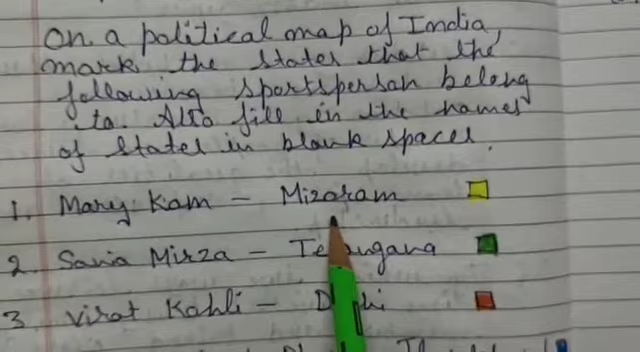 On a political map of India,
mark the states that the
following sportsperson belong
to. Also fill in the names
of states in blank spaces.
1. Mary Kam - Mizoram
2. Sania Mirza -
3. Virat Kahli -